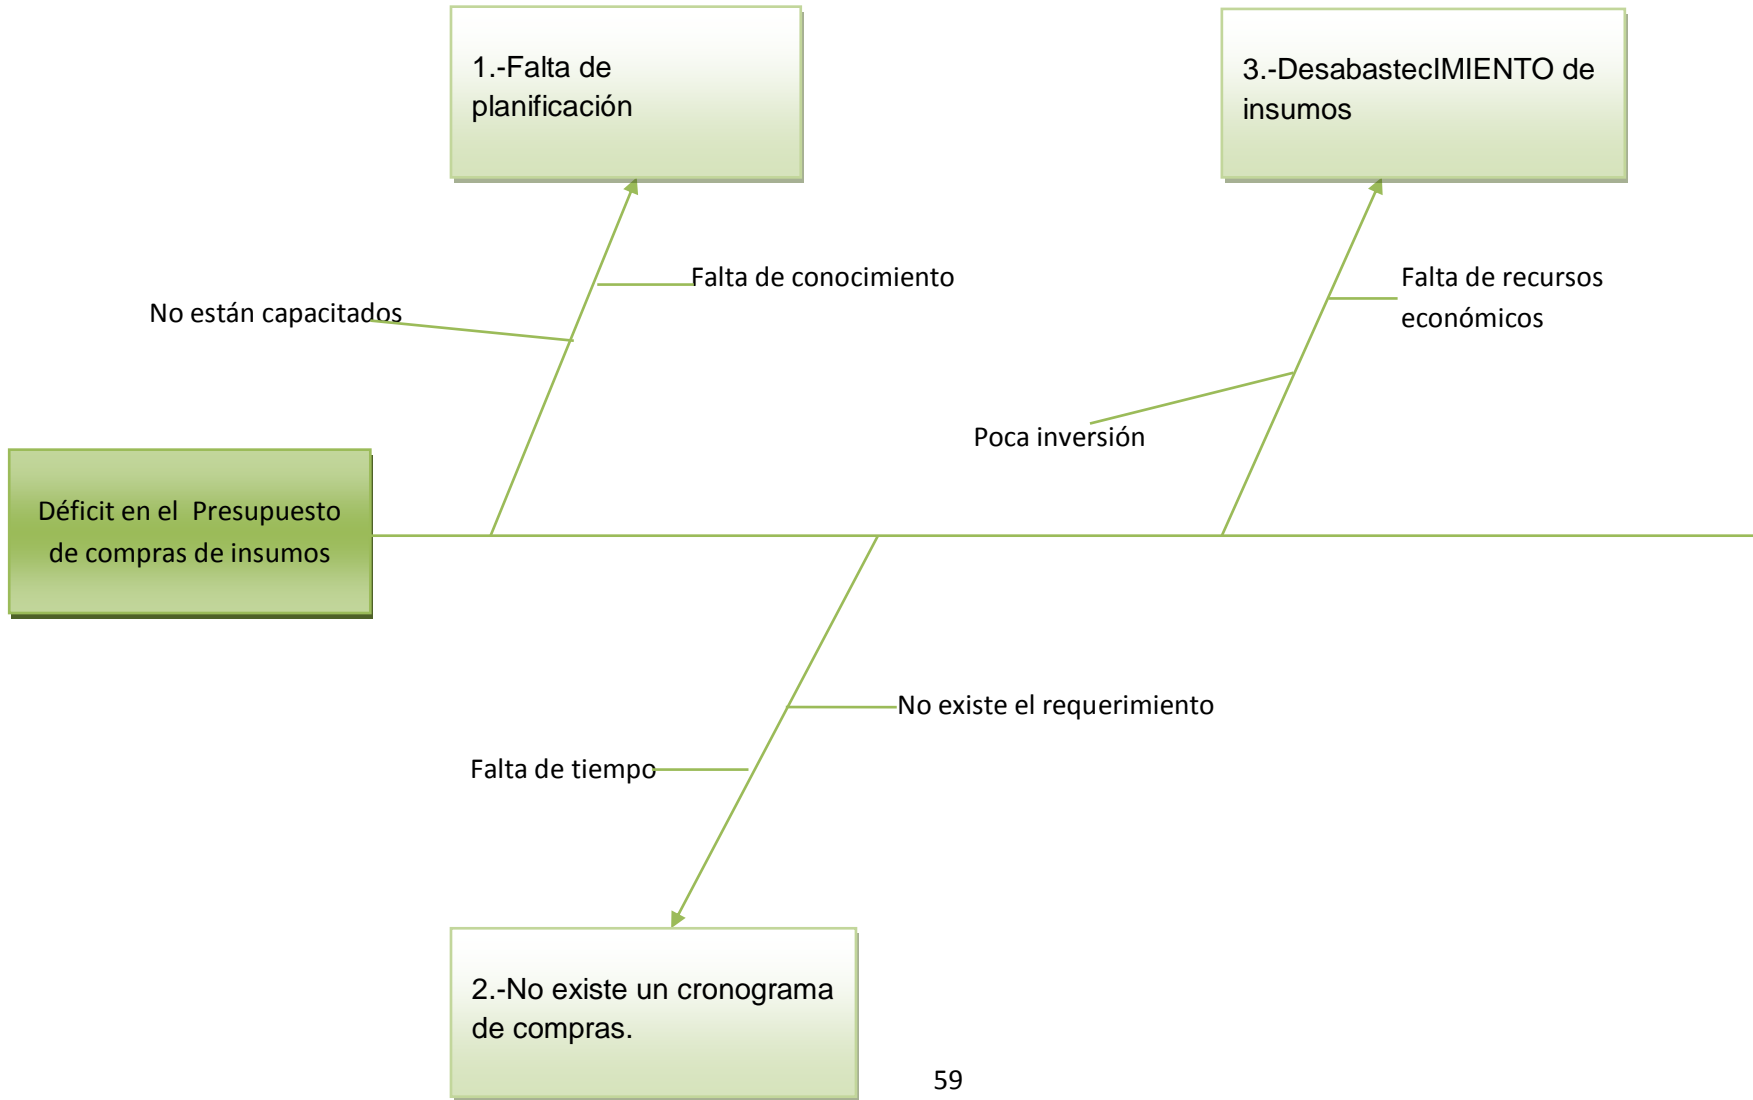 1.-Falta de
planificación
3.-DesabastecIMIENTO de
insumos
Falta de conocimiento
No están capacitados
Falta de recursos
económicos
Poca inversión
Déficit en el  Presupuesto
de compras de insumos
No existe el requerimiento
Falta de tiempo
2.-No existe un cronograma
de compras.
59